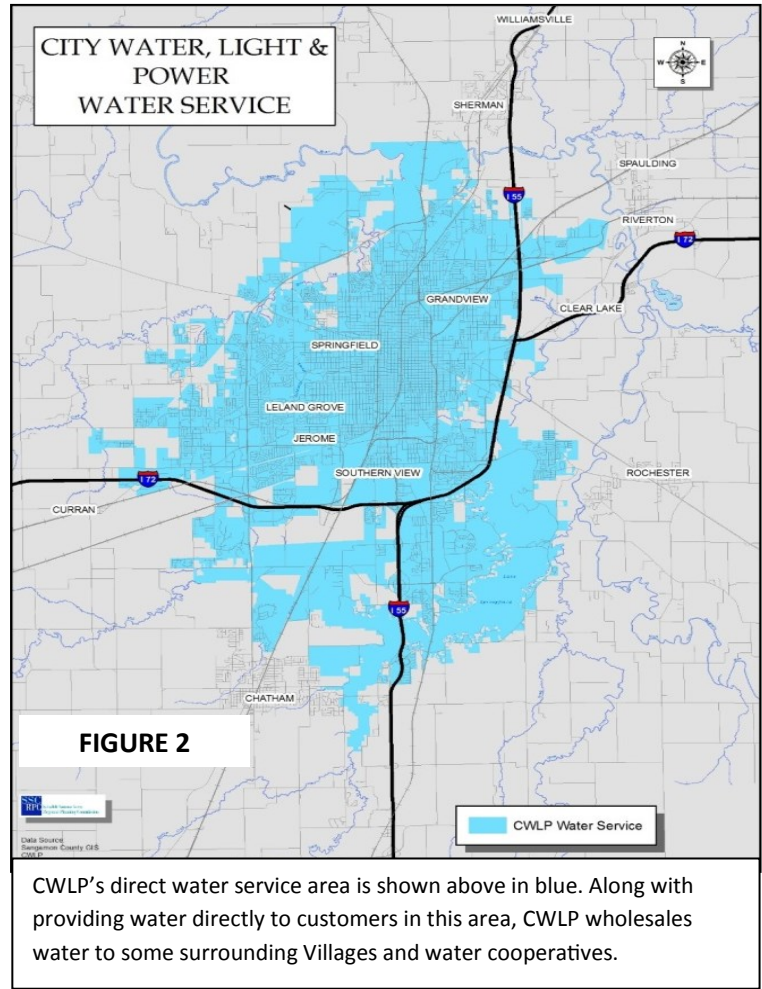 CITY WATER, LIGHT &
POWER
WATER SERVICE
WILLIAMSVILLE
N
W E
S
SHERMAN
SPAULDING
I 55
RIVERTON
I 72
GRANDVIEW
CLEAR LAKE
SPRINGFIELD
LELAND GROVE
JEROME
SOUTHERN VIEW
ROCHESTER
I 72
CURRAN
I 55
CHATHAM
FIGURE 2
SSC
RPC
Data Source
Sangamon County GIS
CWLP
CWLP Water Service
CWLP’s direct water service area is shown above in blue. Along with
providing water directly to customers in this area, CWLP wholesales
water to some surrounding Villages and water cooperatives.